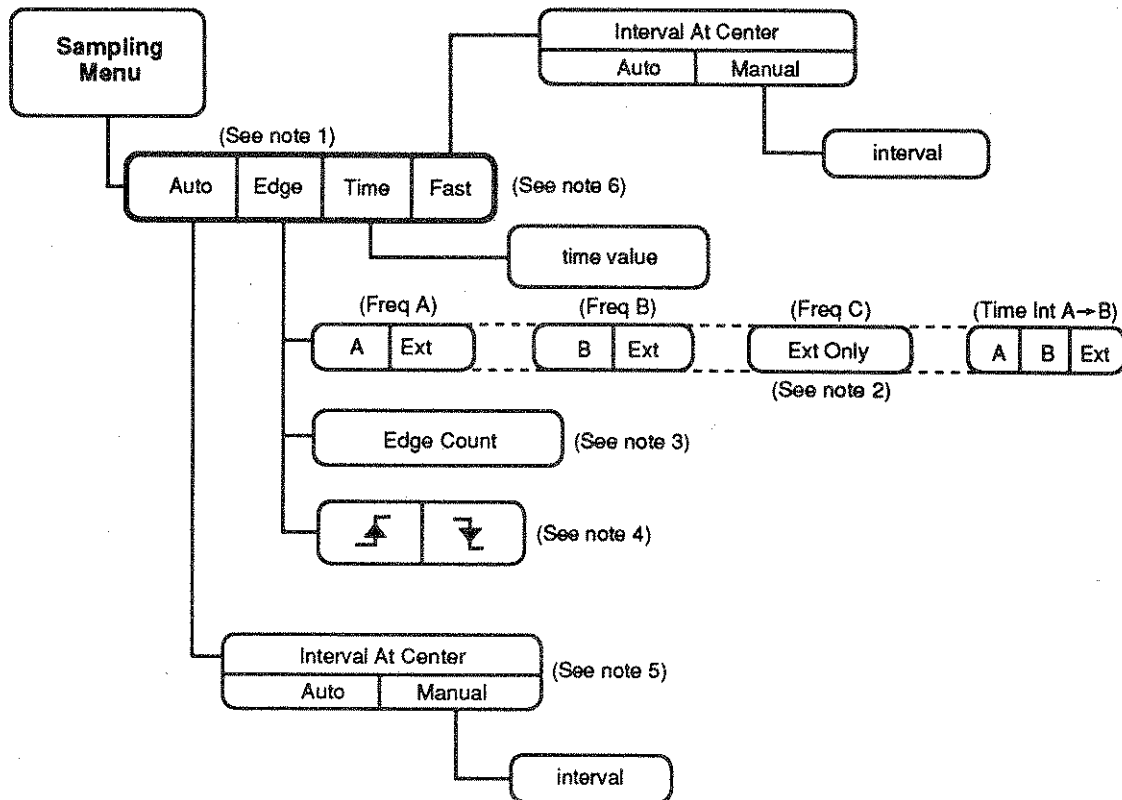 Sampling
Menu
Interval At Center
Auto Manual
interval
(See note 1)
Auto Edge Time Fast (See note 6)
time value
(Freq A) (Freq B) (Freq C) (Time Int A→B)
A Ext B Ext Ext Only A B Ext
(See note 2)
Edge Count (See note 3)
(See note 4)
Interval At Center (See note 5)
Auto Manual
interval